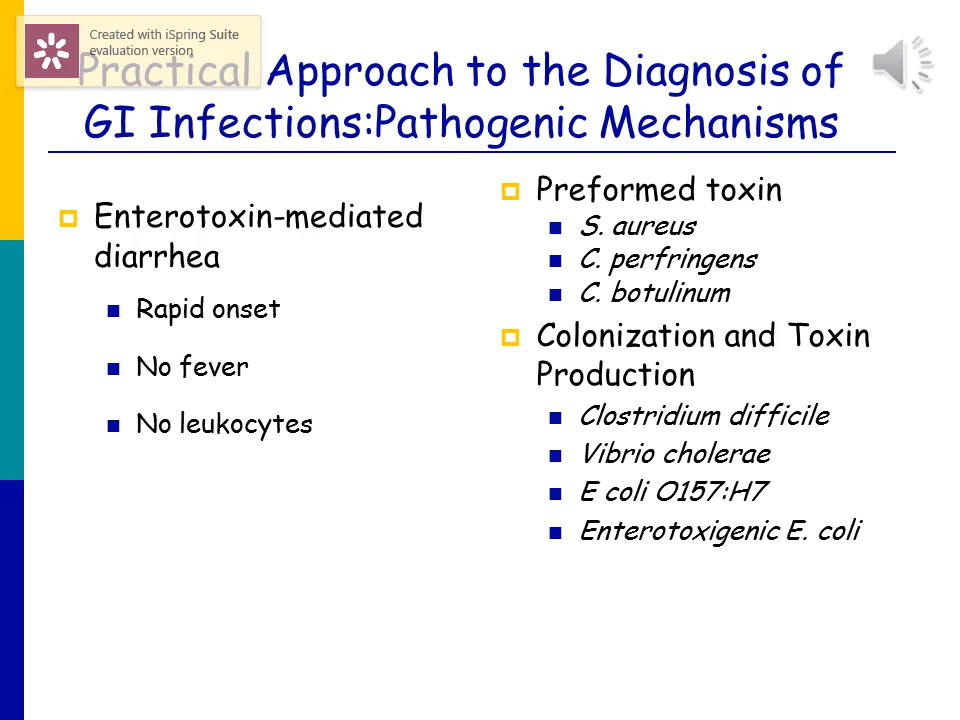 Created with iSpring Suite
evaluation version
Practical Approach to the Diagnosis of
GI Infections:Pathogenic Mechanisms
Enterotoxin-mediated
diarrhea
Rapid onset
No fever
No leukocytes
Preformed toxin
S. aureus
C. perfringens
C. botulinum
Colonization and Toxin
Production
Clostridium difficile
Vibrio cholerae
E coli O157:H7
Enterotoxigenic E. coli